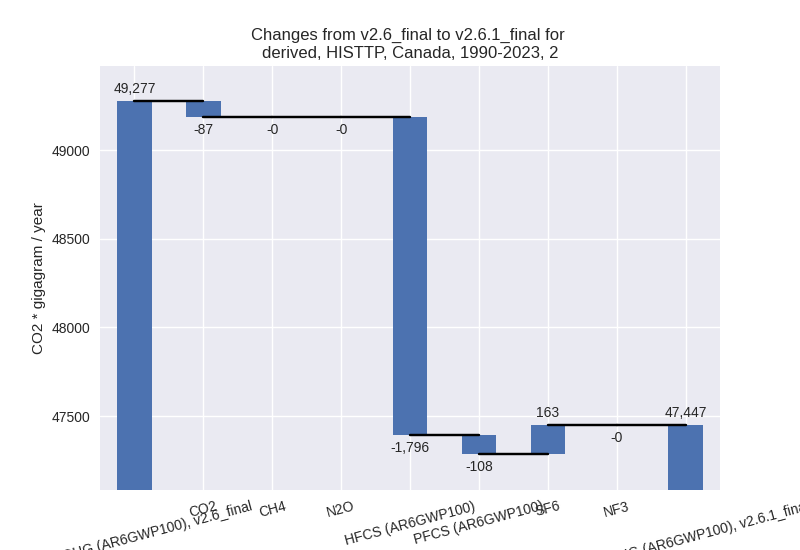 Changes from v2.6_final to v2.6.1_final for
derived, HISTTP, Canada, 1990-2023, 2
CO2 * gigagram / year
49000
48500
48000
47500
49,277
-87
-0
-0
-1,796
-108
163
-0
47,447
(AR6GWP100), v2.6_final
CO2
CH4
N2O
HFCS (AR6GWP100)
PFCS (AR6GWP100)
SF6
NF3
(AR6GWP100), v2.6.1_final